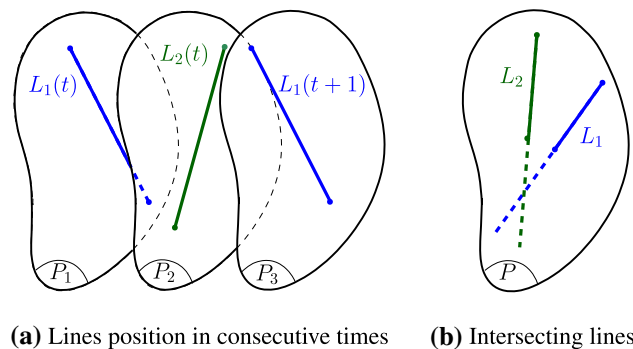 L₁(t)
L₂(t)
L₁(t+1)
P₁
P₂
P₃
L₂
L₁
P
(a) Lines position in consecutive times
(b) Intersecting lines